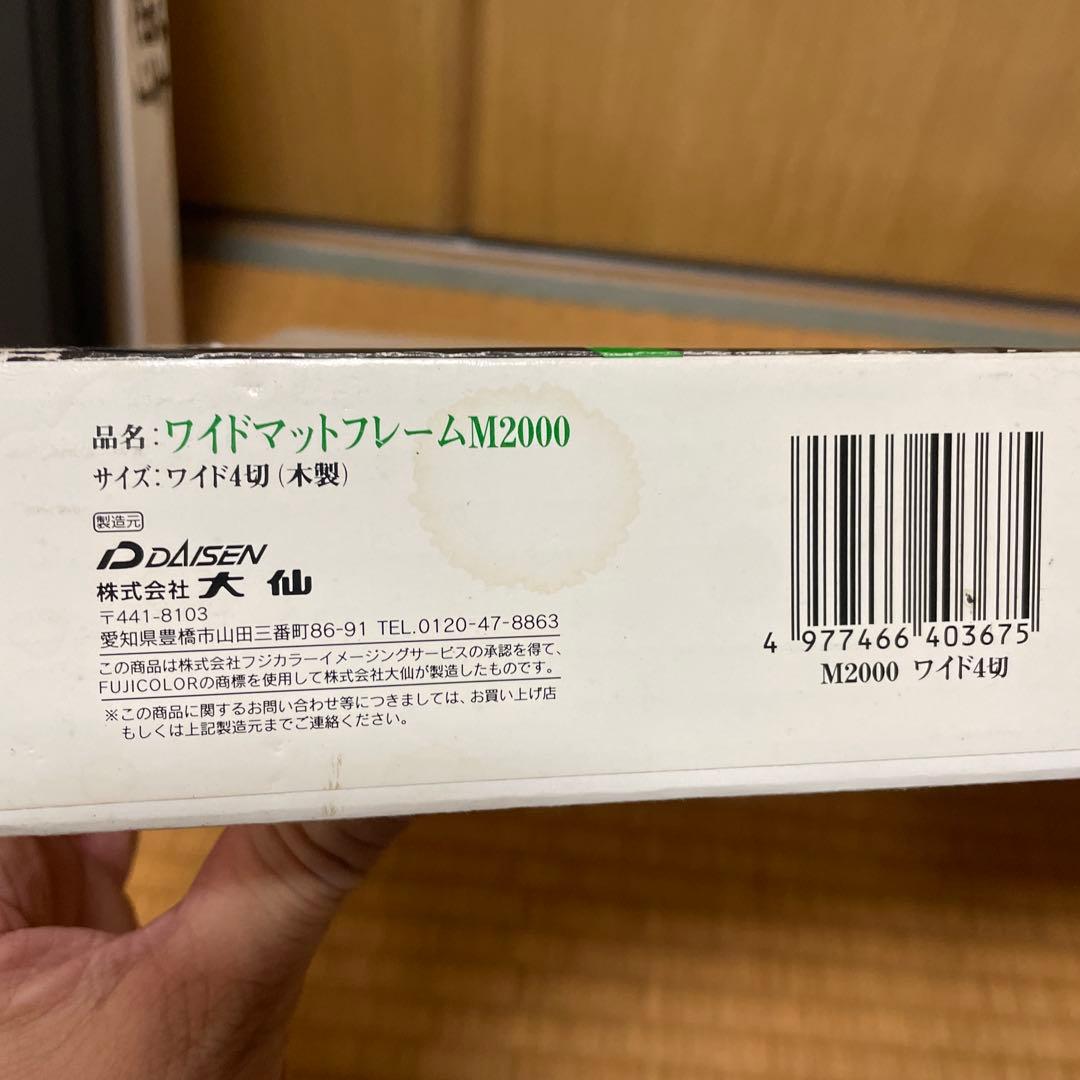 品名:ワイドマットフレームM2000
サイズ:ワイド4切(木製)
製造元
DAISEN
株式会社 大仙
〒441-8103
愛知県豊橋市山田三番町86-91 TEL.0120-47-8863
この商品は株式会社フジカラーイメージングサービスの承認を得て、
FUJICOLORの商標を使用して株式会社大仙が製造したものです。
※この商品に関するお問い合わせ等につきましては、お買い上げ店
もしくは上記製造元までご連絡ください。
4 977466 403675
M2000 ワイド4切